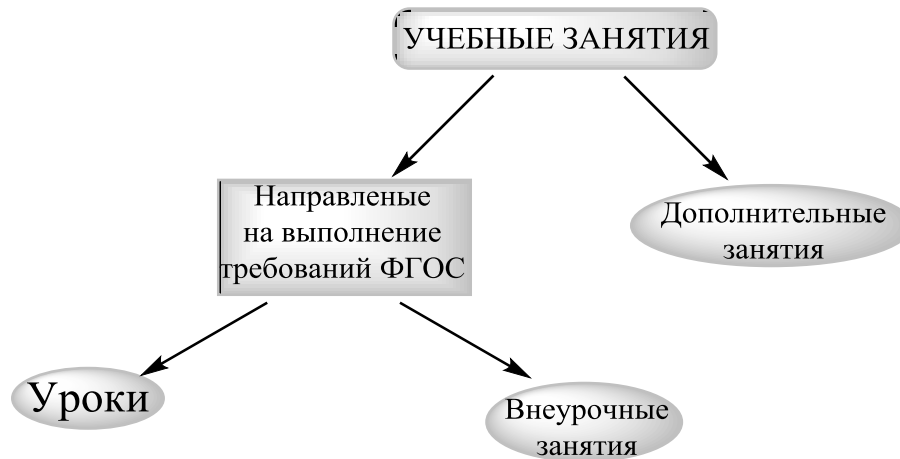 УЧЕБНЫЕ ЗАНЯТИЯ
Направленые
на выполнение
требований ФГОС
Дополнительные
занятия
Уроки
Внеурочные
занятия